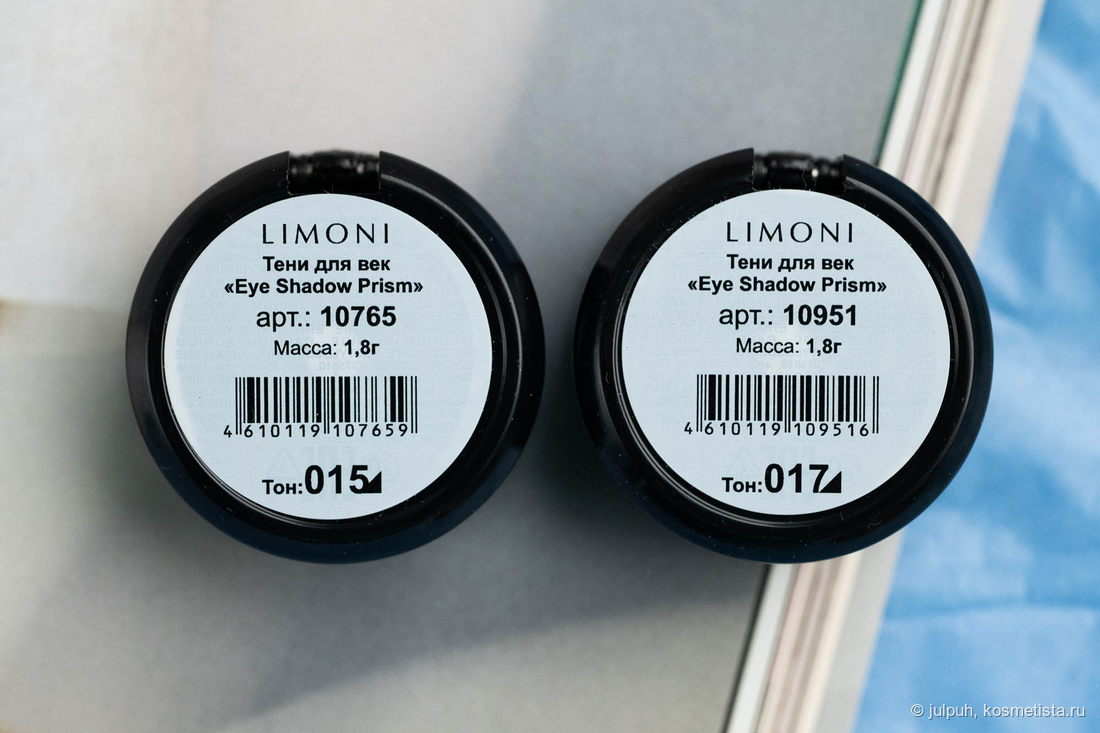 LIMONI
Тени для век
«Eye Shadow Prism»
арт.: 10765
Масса: 1,8г
4 610119 107659
Тон: 015
LIMONI
Тени для век
«Eye Shadow Prism»
арт.: 10951
Масса: 1,8г
4 610119 109516
Тон: 017
© julpuh, kosmetista.ru